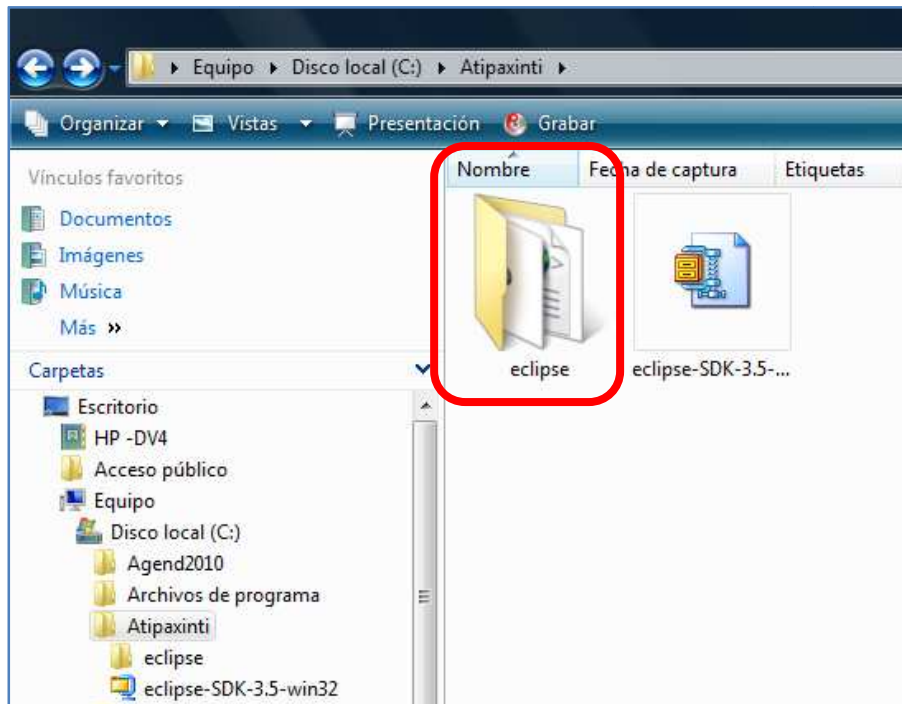 Equipo Disco local (C:) Atipaxinti
Organizar Vistas Presentación Grabar
Vínculos favoritos
Documentos
Imágenes
Música
Más »
Carpetas
Escritorio
HP -DV4
Acceso público
Equipo
Disco local (C:)
Agend2010
Archivos de programa
Atipaxinti
eclipse
eclipse-SDK-3.5-win32
Nombre Fecha de captura Etiquetas
eclipse eclipse-SDK-3.5-...